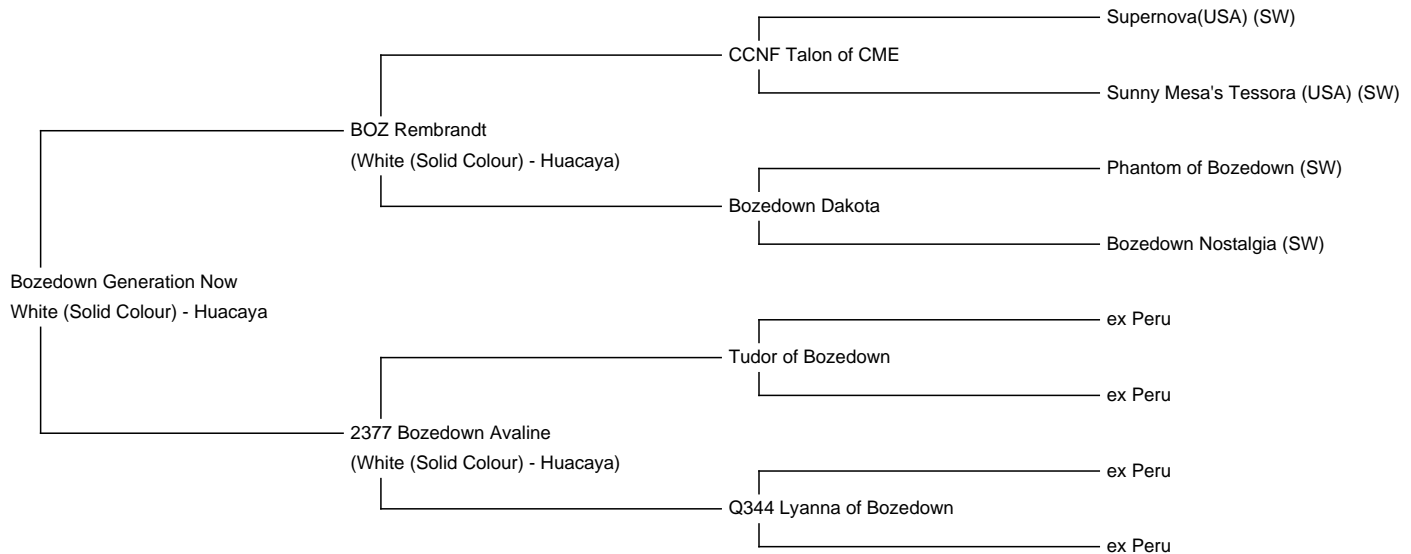 Supernova(USA) (SW)
CCNF Talon of CME
Sunny Mesa's Tessora (USA) (SW)
BOZ Rembrandt
(White (Solid Colour) - Huacaya)
Phantom of Bozedown (SW)
Bozedown Dakota
Bozedown Nostalgia (SW)
Bozedown Generation Now
White (Solid Colour) - Huacaya
ex Peru
Tudor of Bozedown
ex Peru
2377 Bozedown Avaline
(White (Solid Colour) - Huacaya)
ex Peru
Q344 Lyanna of Bozedown
ex Peru